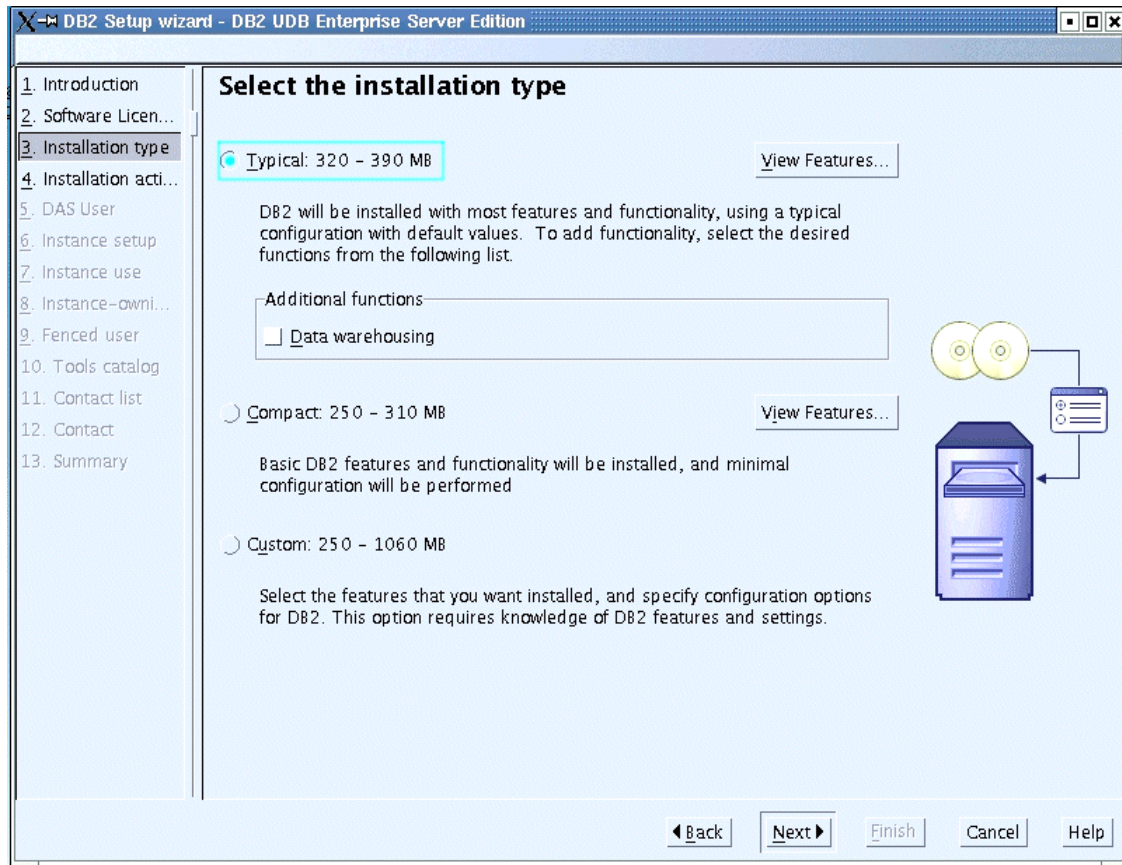 DB2 Setup wizard - DB2 UDB Enterprise Server Edition
1. Introduction
2. Software Licen...
3. Installation type
4. Installation acti...
5. DAS User
6. Instance setup
7. Instance use
8. Instance-owni...
9. Fenced user
10. Tools catalog
11. Contact list
12. Contact
13. Summary
Select the installation type
Typical: 320 - 390 MB
View Features...
DB2 will be installed with most features and functionality, using a typical
configuration with default values. To add functionality, select the desired
functions from the following list.
Additional functions
Data warehousing
Compact: 250 - 310 MB
View Features...
Basic DB2 features and functionality will be installed, and minimal
configuration will be performed
Custom: 250 - 1060 MB
Select the features that you want installed, and specify configuration options
for DB2. This option requires knowledge of DB2 features and settings.
Back
Next
Finish
Cancel
Help